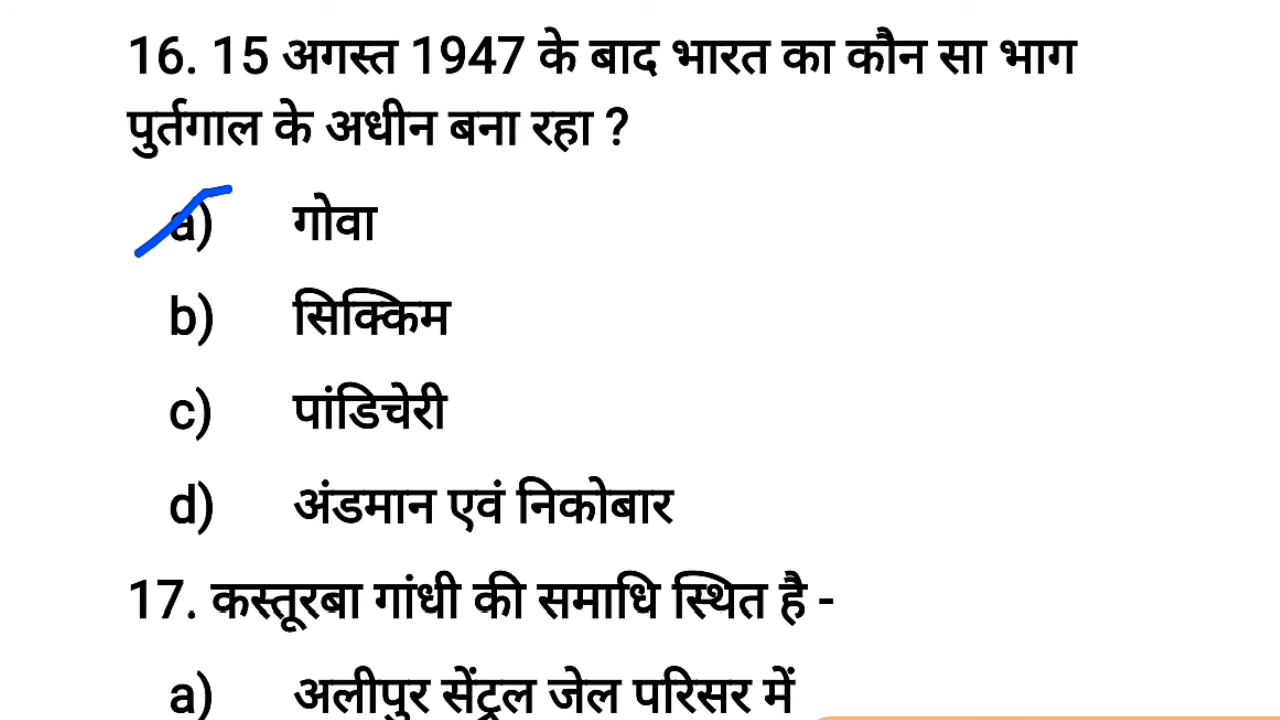 16. 15 अगस्त 1947 के बाद भारत का कौन सा भाग
पुर्तगाल के अधीन बना रहा ?
a) गोवा
b) सिक्किम
c) पांडिचेरी
d) अंडमान एवं निकोबार
17. कस्तूरबा गांधी की समाधि स्थित है -
a) अलीपुर सेंट्रल जेल परिसर में